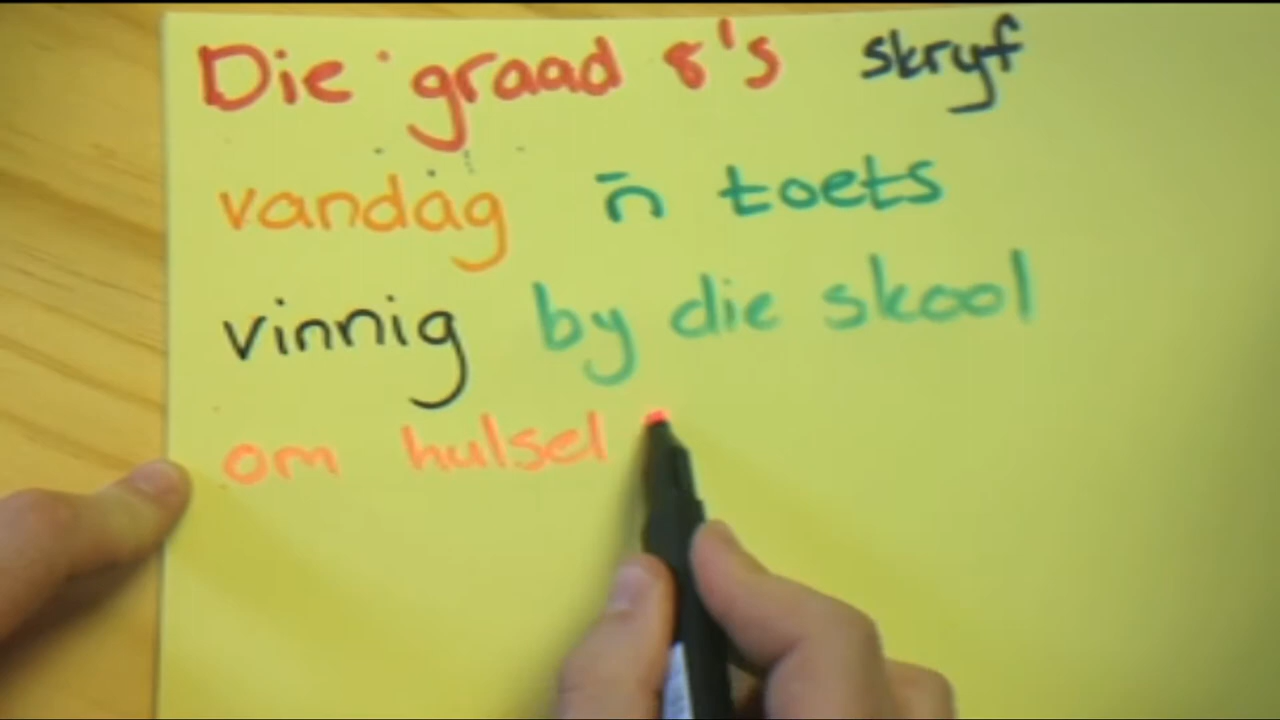 Die graad 8's skryf
vandag 'n toets
vinnig by die skool
om hulsel